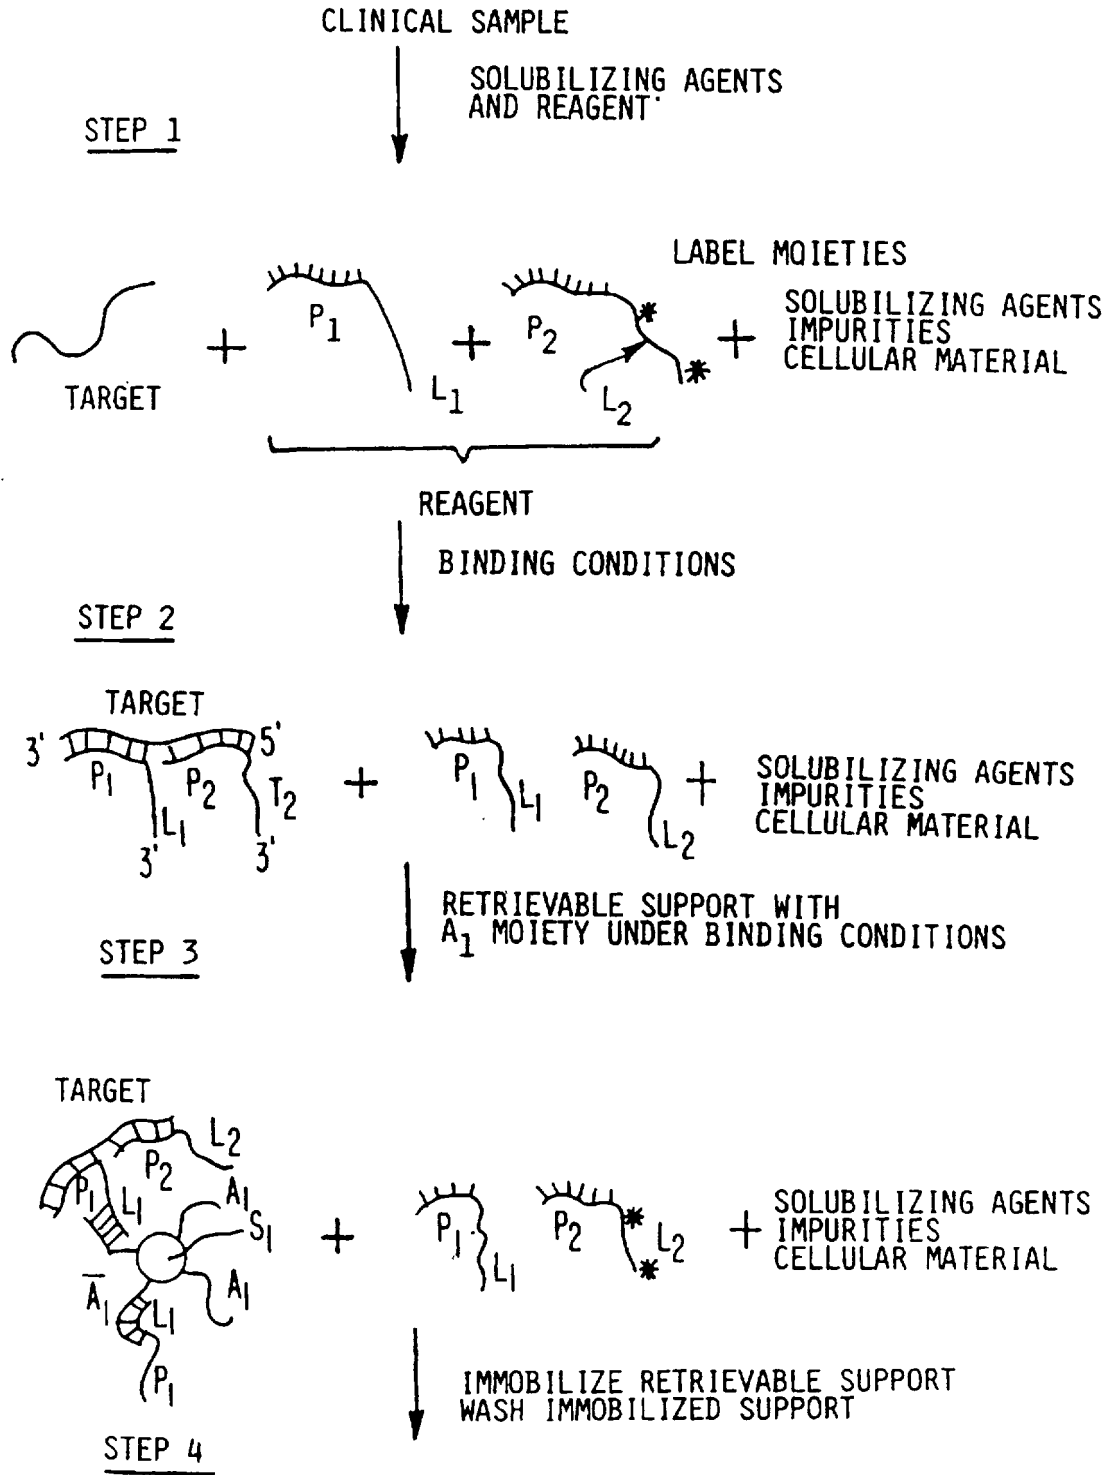 CLINICAL SAMPLE
SOLUBILIZING AGENTS
AND REAGENT
STEP 1
LABEL MOIETIES
SOLUBILIZING AGENTS
IMPURITIES
CELLULAR MATERIAL
TARGET
+
P1
L1
+
P2
*
*
L2
+
REAGENT
BINDING CONDITIONS
STEP 2
TARGET
3'
5'
P1
P2
L1
T2
3'
3'
+
P1
L1
P2
L2
+
SOLUBILIZING AGENTS
IMPURITIES
CELLULAR MATERIAL
RETRIEVABLE SUPPORT WITH
A1 MOIETY UNDER BINDING CONDITIONS
STEP 3
TARGET
L2
P2
P1
L1
A1
S1
A̅1
L1
A1
P1
+
P1
L1
P2
*
*
L2
+
SOLUBILIZING AGENTS
IMPURITIES
CELLULAR MATERIAL
IMMOBILIZE RETRIEVABLE SUPPORT
WASH IMMOBILIZED SUPPORT
STEP 4